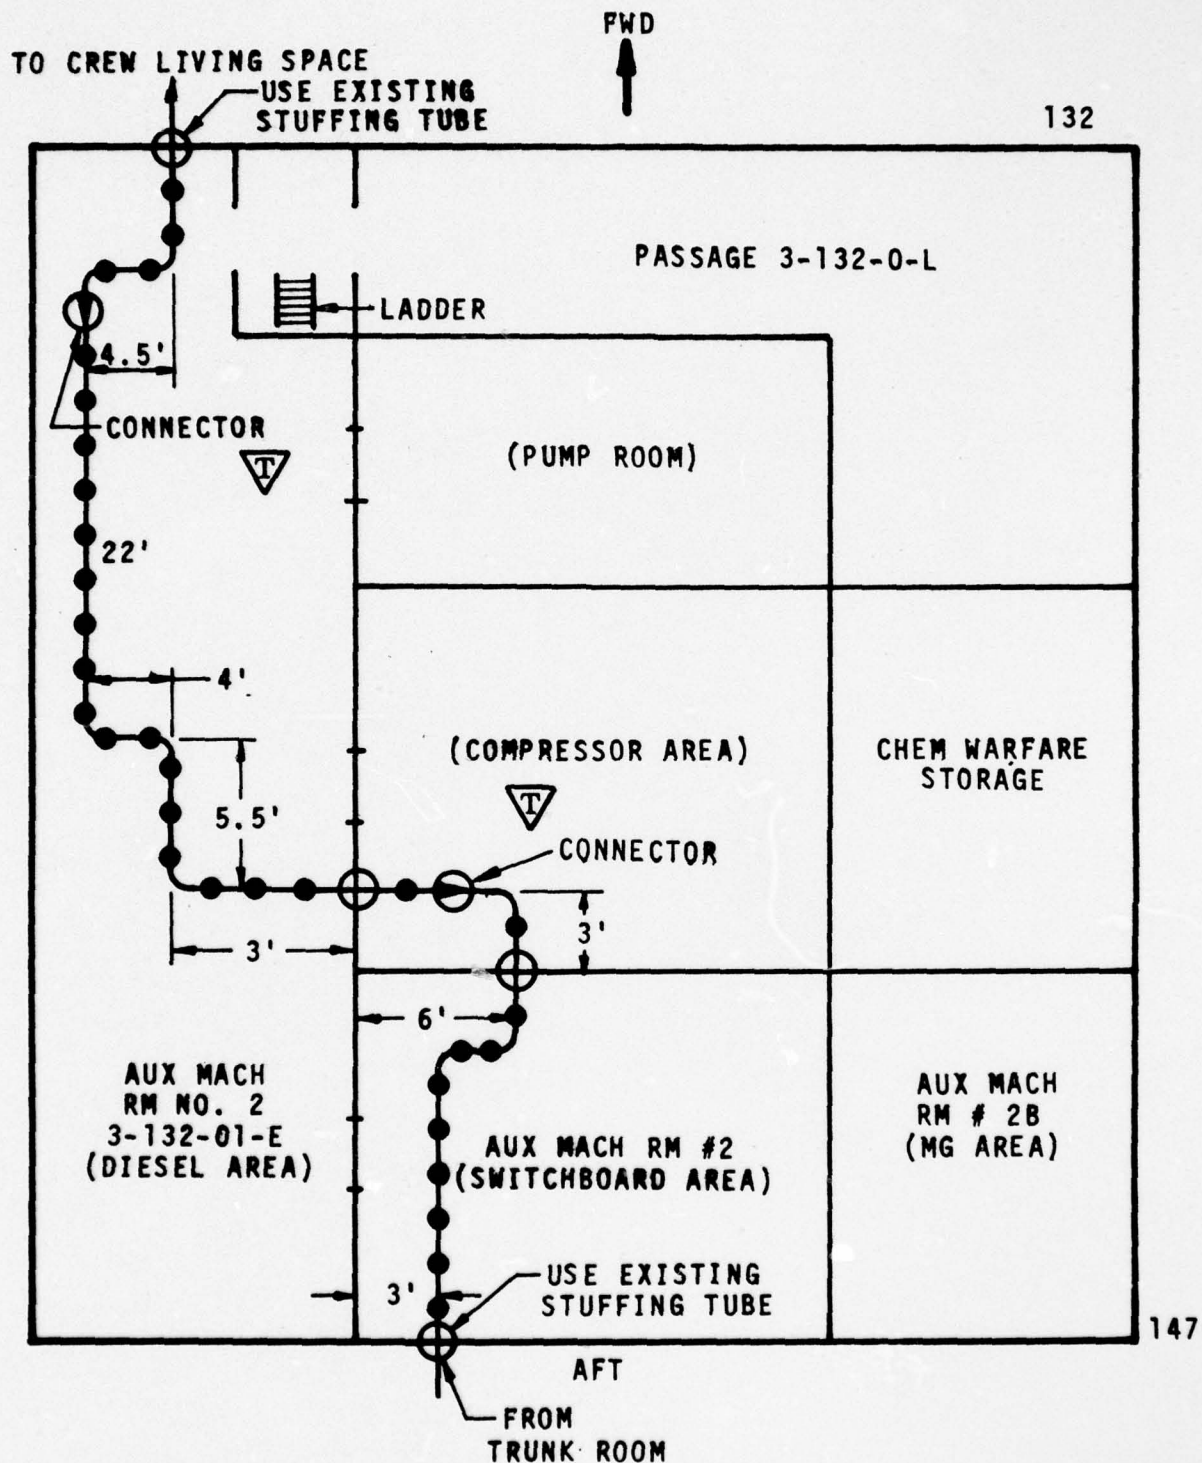 FWD
TO CREW LIVING SPACE
USE EXISTING
STUFFING TUBE
132
PASSAGE 3-132-0-L
LADDER
4.5'
CONNECTOR
T
(PUMP ROOM)
22'
4'
(COMPRESSOR AREA)
CHEM WARFARE
STORAGE
T
5.5'
CONNECTOR
3'
3'
6'
AUX MACH
RM NO. 2
3-132-01-E
(DIESEL AREA)
AUX MACH RM #2
(SWITCHBOARD AREA)
AUX MACH
RM # 2B
(MG AREA)
3'
USE EXISTING
STUFFING TUBE
147
AFT
FROM
TRUNK ROOM